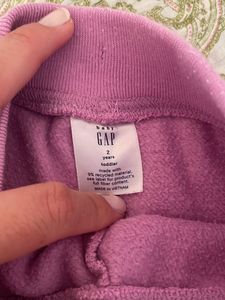 baby
GAP
2
years
toddler
made with
5% recycled material.
see label for product's
full fiber content.
MADE IN VIETNAM